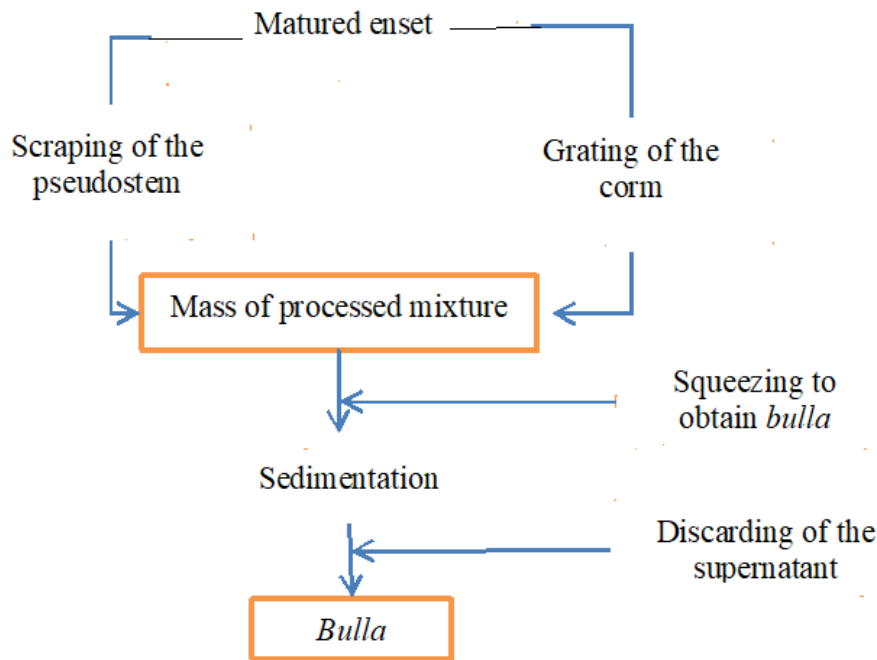 Matured enset
Scraping of the
pseudostem
Grating of the
corm
Mass of processed mixture
Squeezing to
obtain bulla
Sedimentation
Discarding of the
supernatant
Bulla